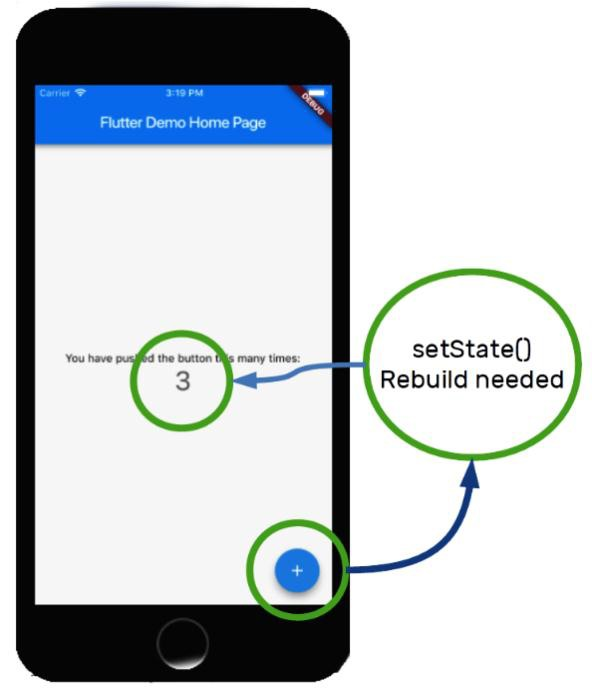 Carrier 3:19 PM
DEBUG
Flutter Demo Home Page
You have pushed the button this many times:
3
setState()
Rebuild needed
+